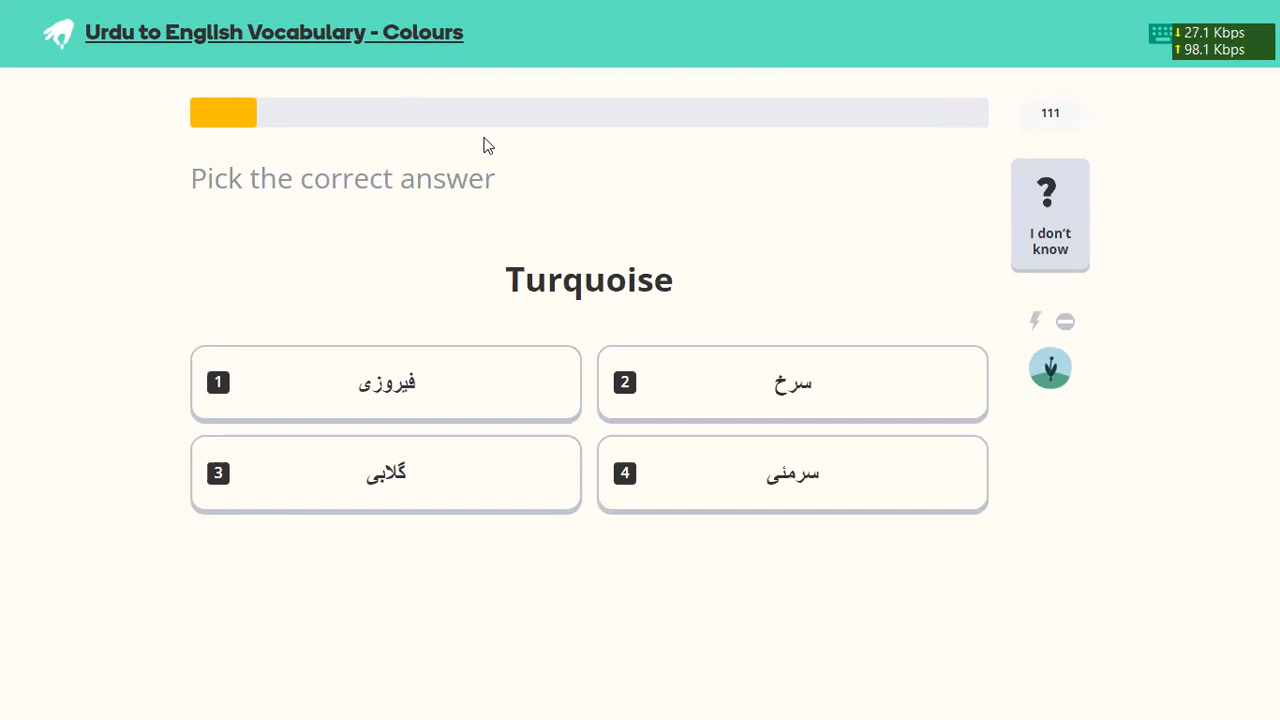 Urdu to English Vocabulary - Colours
↓ 27.1 Kbps
↑ 98.1 Kbps
111
Pick the correct answer
?
I don't
know
Turquoise
1 فیروزی
2 سرخ
3 گلابی
4 سرمئی